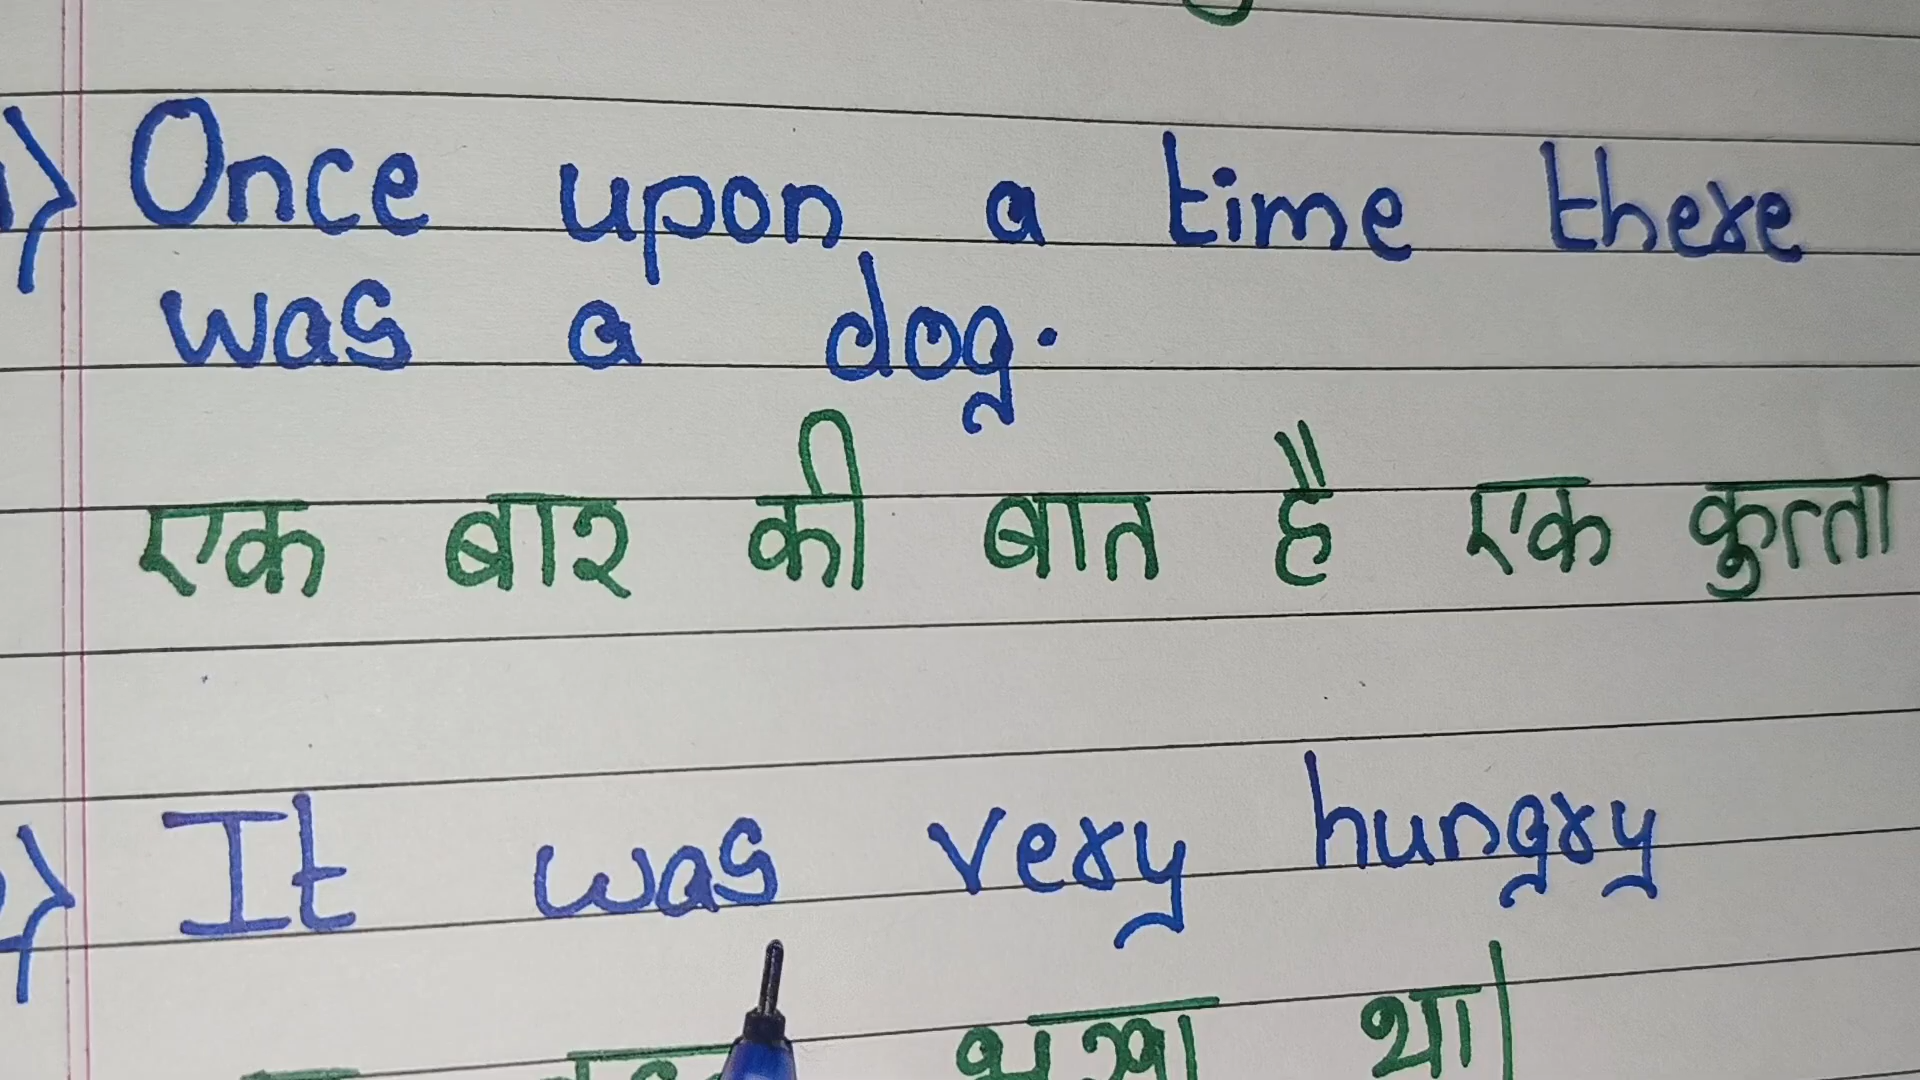 Once upon a time there
was a dog.
एक बार की बात है एक कुत्ता
It was very hungry
भूखा था।